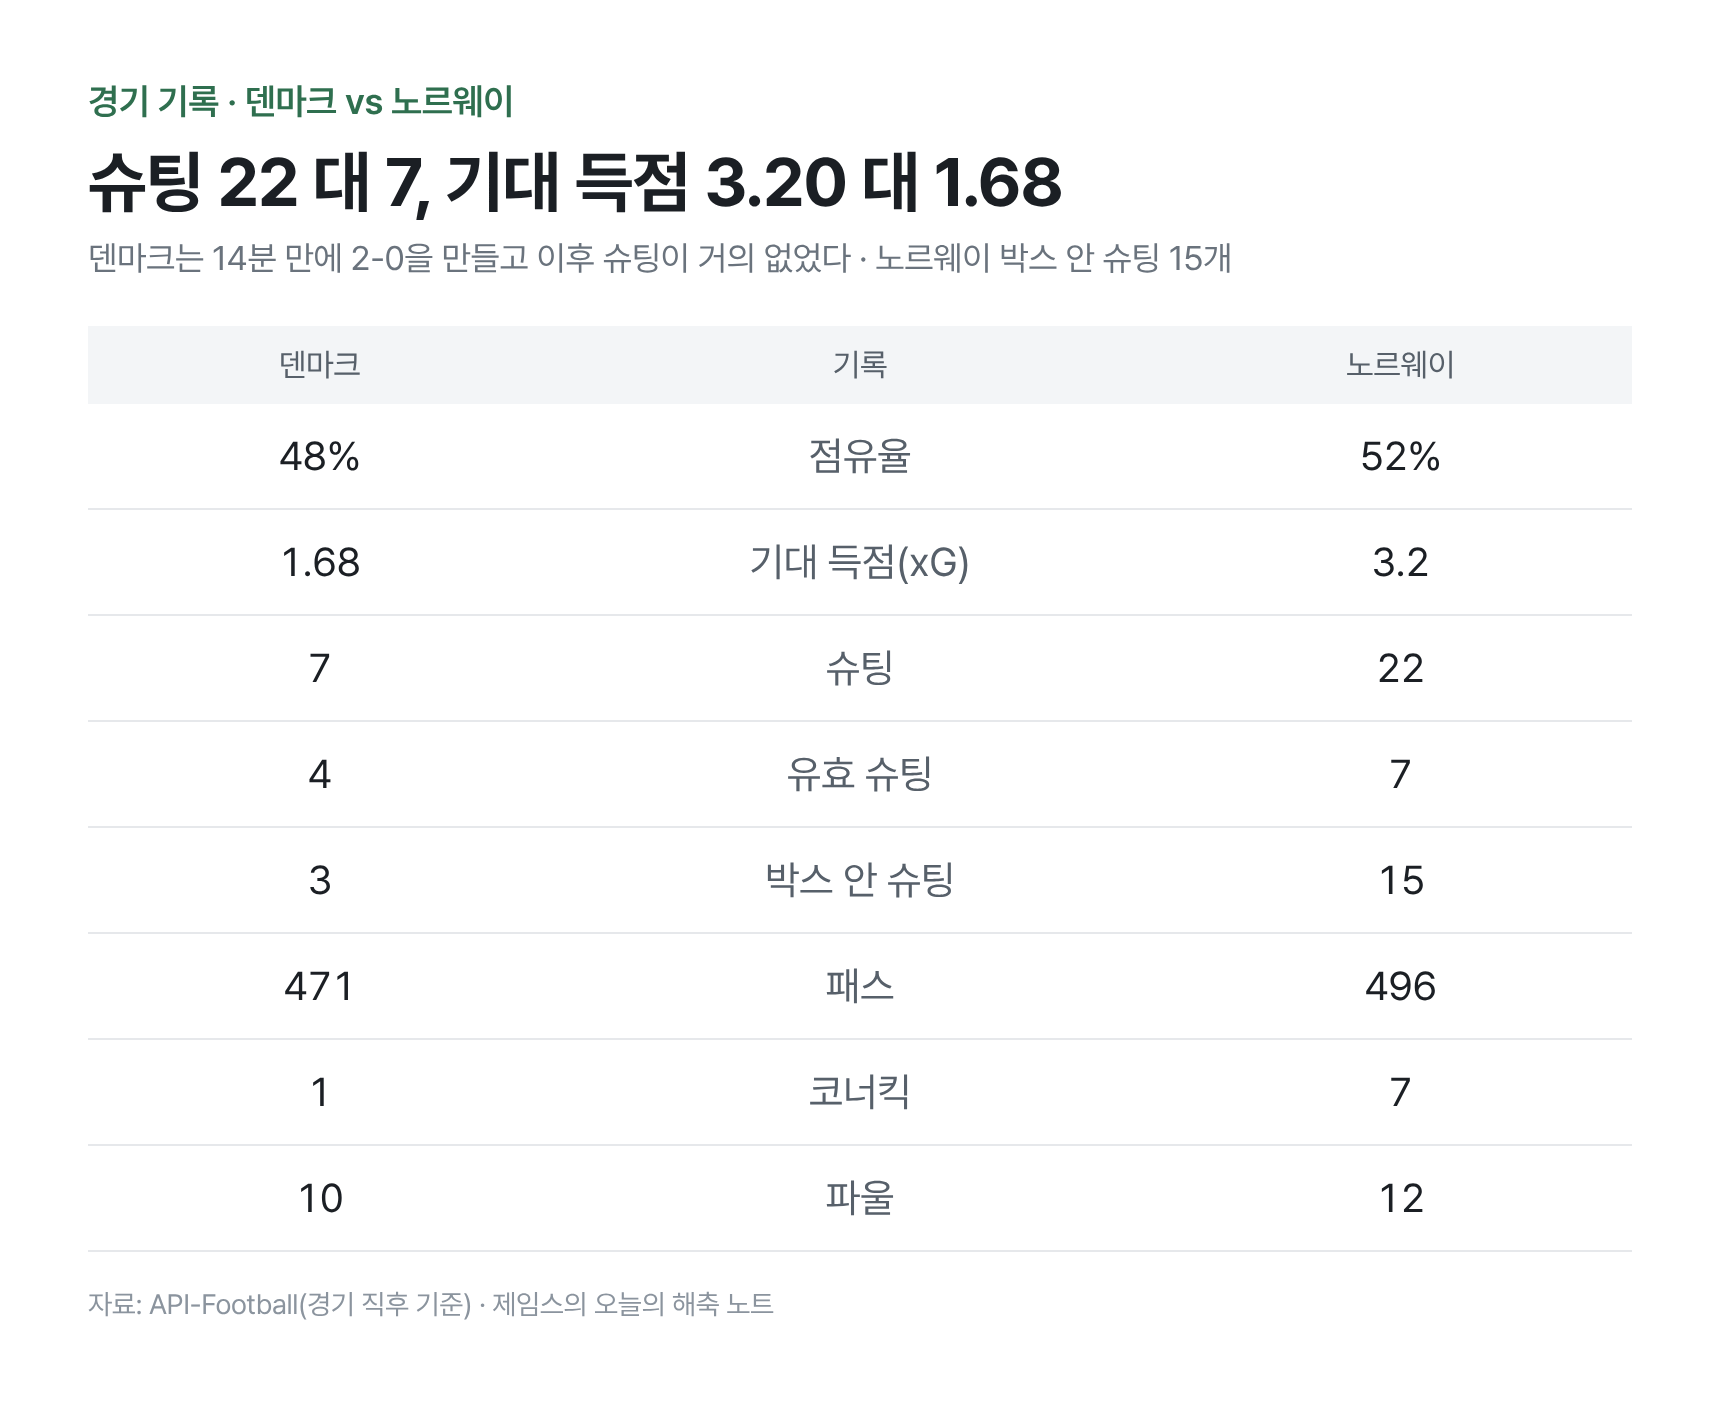 경기 기록 · 덴마크 vs 노르웨이
슈팅 22 대 7, 기대 득점 3.20 대 1.68
덴마크는 14분 만에 2-0을 만들고 이후 슈팅이 거의 없었다 · 노르웨이 박스 안 슈팅 15개
덴마크 기록 노르웨이
48% 점유율 52%
1.68 기대 득점(xG) 3.2
7 슈팅 22
4 유효 슈팅 7
3 박스 안 슈팅 15
471 패스 496
1 코너킥 7
10 파울 12
자료: API-Football(경기 직후 기준) · 제임스의 오늘의 해축 노트